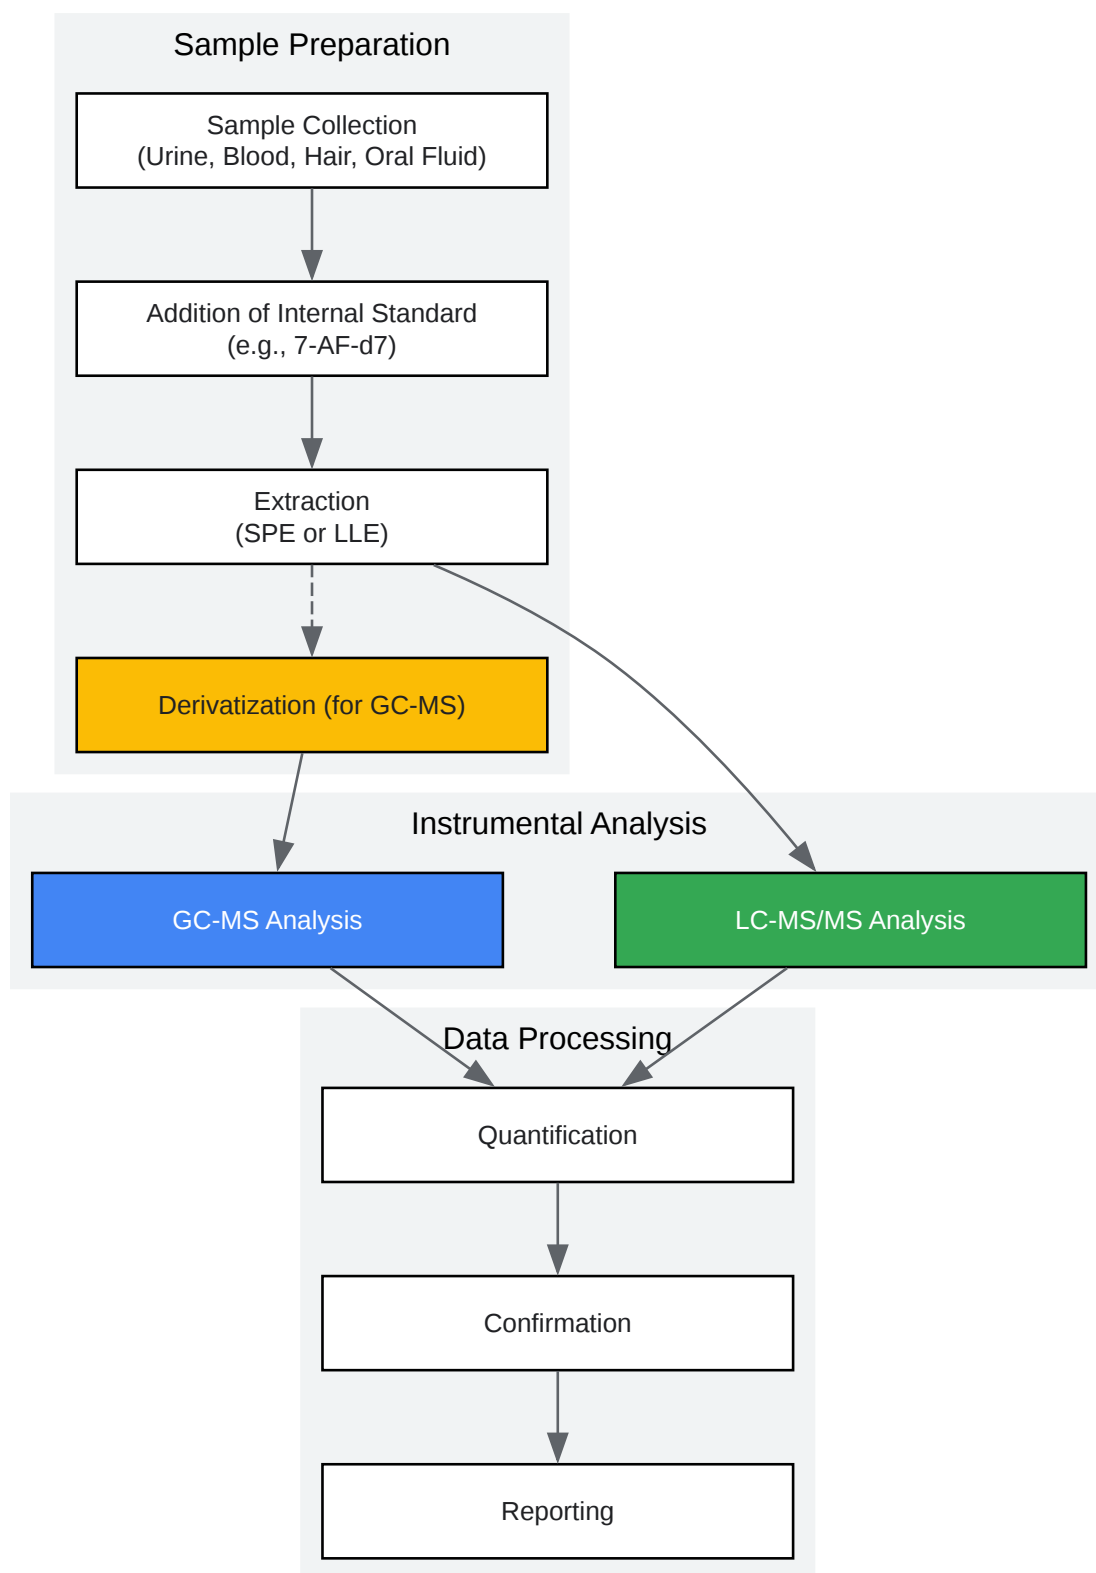 Sample Preparation
Sample Collection
(Urine, Blood, Hair, Oral Fluid)
Addition of Internal Standard
(e.g., 7-AF-d7)
Extraction
(SPE or LLE)
Derivatization (for GC-MS)
Instrumental Analysis
GC-MS Analysis
LC-MS/MS Analysis
Data Processing
Quantification
Confirmation
Reporting